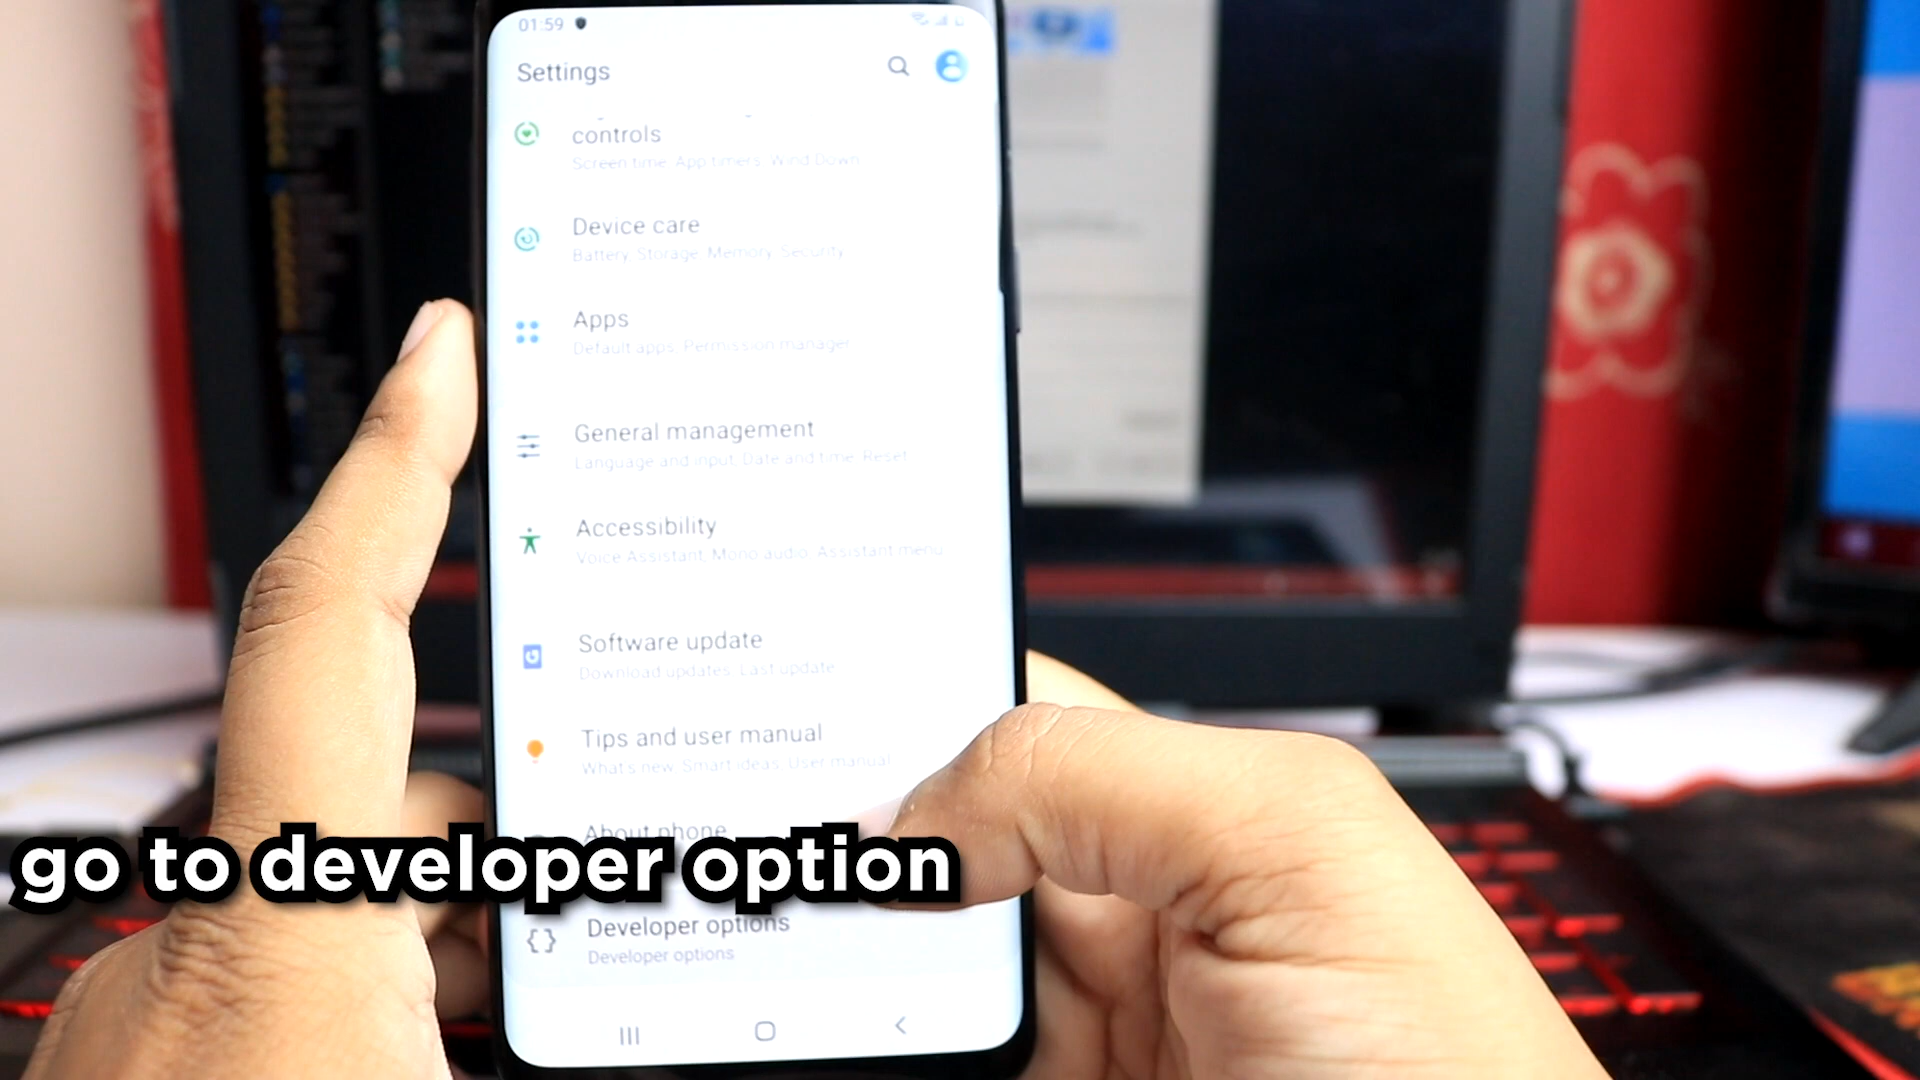 01:59
Settings
controls
Screen time, App timers, Wind Down
Device care
Battery, Storage, Memory, Security
Apps
Default apps, Permission manager
General management
Language and input, Date and time, Reset
Accessibility
Voice Assistant, Mono audio, Assistant menu
Software update
Download updates, Last update
Tips and user manual
What's new, Smart ideas, User manual
About phone
go to developer option
Developer options
Developer options